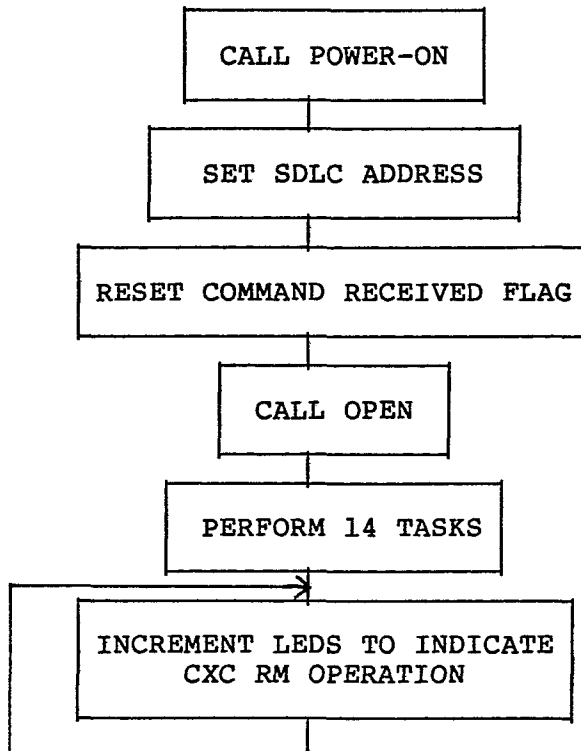 CALL POWER-ON
SET SDLC ADDRESS
RESET COMMAND RECEIVED FLAG
CALL OPEN
PERFORM 14 TASKS
INCREMENT LEDS TO INDICATE
CXC RM OPERATION